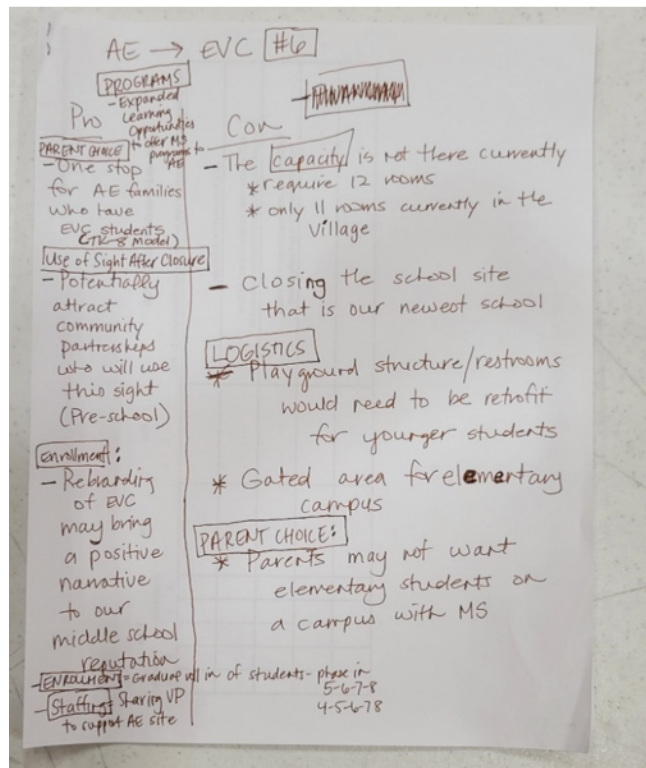 AE → EVC #6
PROGRAMS
- Expanded
Learning
Opportunities
to offer MS
programs to
AE
Pro
PARENT CHOICE
- One stop
for AE families
who have
EVC students
(TK-8 model)
Use of Sight After Closure
- Potentially
attract
community
partnerships
who will use
this sight
(Pre-school)
Enrollment:
- Rebranding
of EVC
may bring
a positive
narrative
to our
middle school
reputation
Con
- The capacity is not there currently
* require 12 rooms
* only 11 rooms currently in the
Village
- closing the school site
that is our newest school
LOGISTICS
* Playground structure/restrooms
would need to be retrofit
for younger students
* Gated area for elementary
campus
PARENT CHOICE:
* Parents may not want
elementary students on
a campus with MS
- ENROLLMENT = Gradual in of students - phase in
5-6-7-8
4-5-6-78
- Staffing = Sharing VP
to support AE site